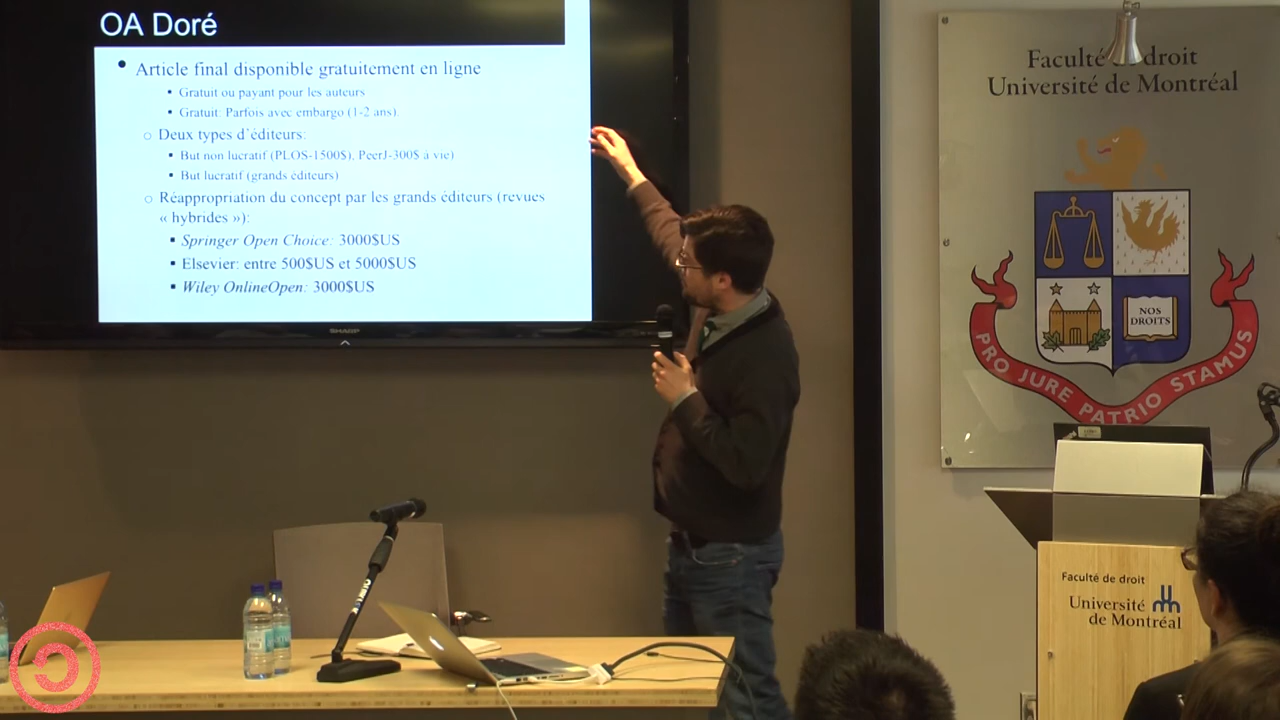 OA Doré
• Article final disponible gratuitement en ligne
▪ Gratuit ou payant pour les auteurs
▪ Gratuit: Parfois avec embargo (1-2 ans).
o Deux types d'éditeurs:
▪ But non lucratif (PLOS-1500$), PeerJ-300$ à vie)
▪ But lucratif (grands éditeurs)
o Réappropriation du concept par les grands éditeurs (revues
« hybrides »):
▪ Springer Open Choice: 3000$US
▪ Elsevier: entre 500$US et 5000$US
▪ Wiley OnlineOpen: 3000$US
SHARP
Faculté de droit
Université de Montréal
NOS
DROITS
PRO JURE PATRIO STAMUS
Faculté de droit
Université
de Montréal